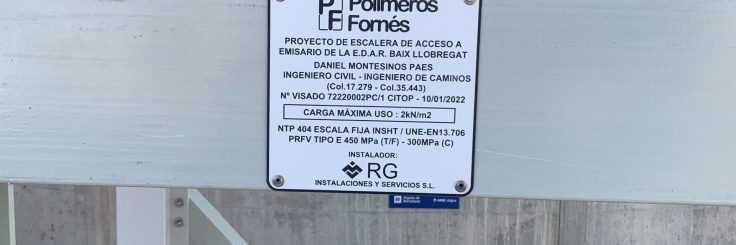 PF Polímeros
Fornés
PROYECTO DE ESCALERA DE ACCESO A
EMISARIO DE LA E.D.A.R. BAIX LLOBREGAT
DANIEL MONTESINOS PAES
INGENIERO CIVIL - INGENIERO DE CAMINOS
(Col.17.279 - Col.35.443)
Nº VISADO 72220002PC/1 CITOP - 10/01/2022
CARGA MÁXIMA USO : 2kN/m2
NTP 404 ESCALA FIJA INSHT / UNE-EN13.706
PRFV TIPO E 450 MPa (T/F) - 300MPa (C)
INSTALADOR:
RG
INSTALACIONES Y SERVICIOS S.L.